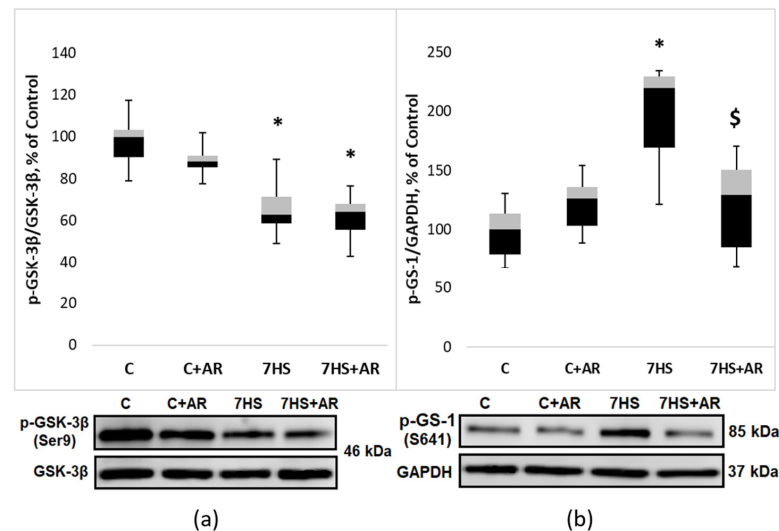 p-GSK-3β/GSK-3β, % of Control
140
120
100
80
60
40
20
0
*
*
C C+AR 7HS 7HS+AR
p-GS-1/GAPDH, % of Control
250
200
150
100
50
0
*
$
C C+AR 7HS 7HS+AR
C C+AR 7HS 7HS+AR
p-GSK-3β
(Ser9)
GSK-3β
46 kDa
C C+AR 7HS 7HS+AR
p-GS-1
(S641)
85 kDa
GAPDH
37 kDa
(a)
(b)